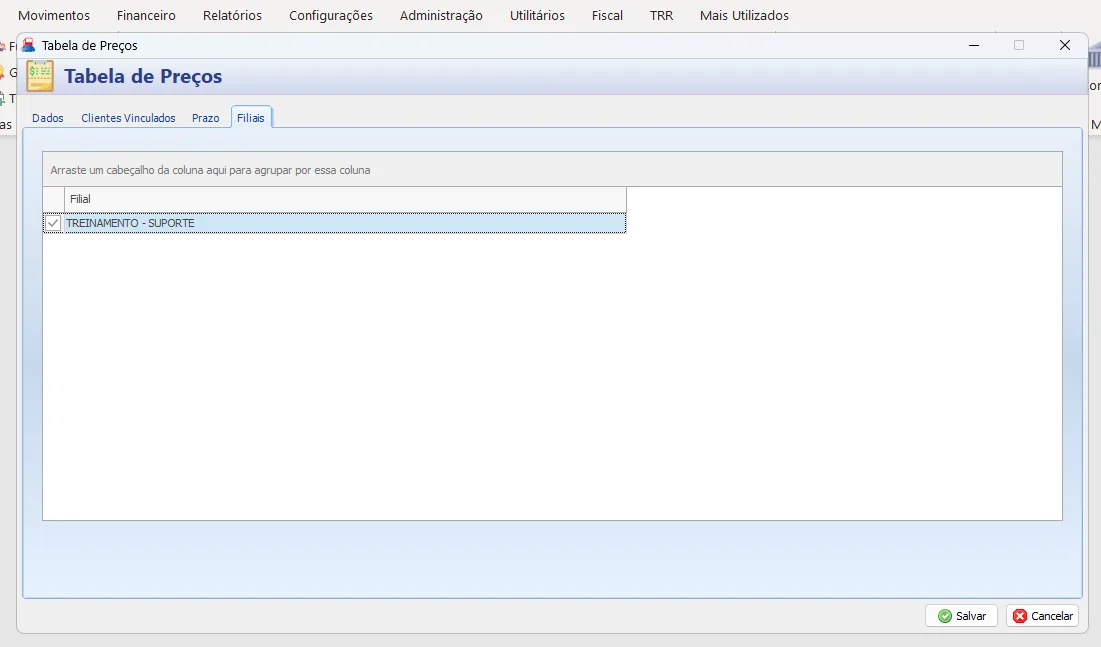 Movimentos Financeiro Relatórios Configurações Administração Utilitários Fiscal TRR Mais Utilizados
Tabela de Preços
Tabela de Preços
Dados Clientes Vinculados Prazo Filiais
Arraste um cabeçalho da coluna aqui para agrupar por essa coluna
Filial
TREINAMENTO - SUPORTE
Salvar Cancelar